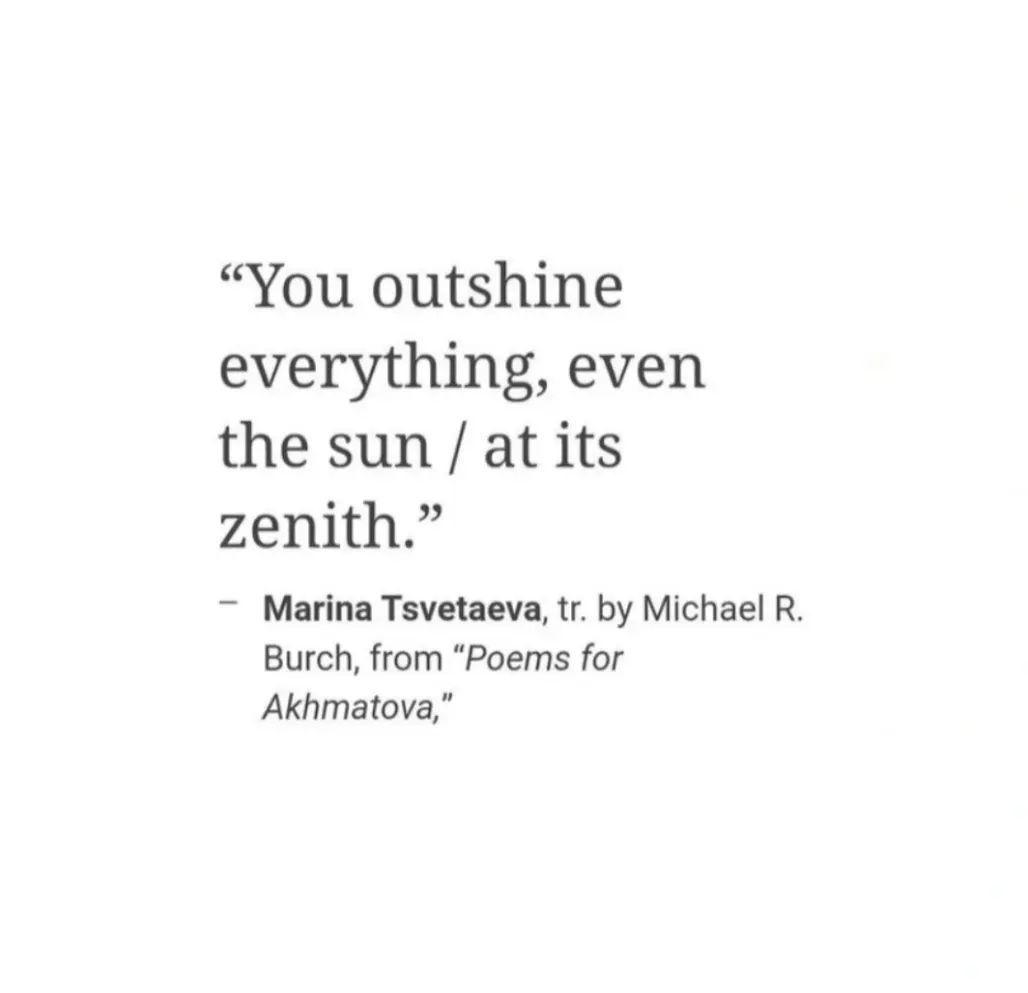 “You outshine
everything, even
the sun / at its
zenith.”
– Marina Tsvetaeva, tr. by Michael R.
Burch, from “Poems for
Akhmatova,”